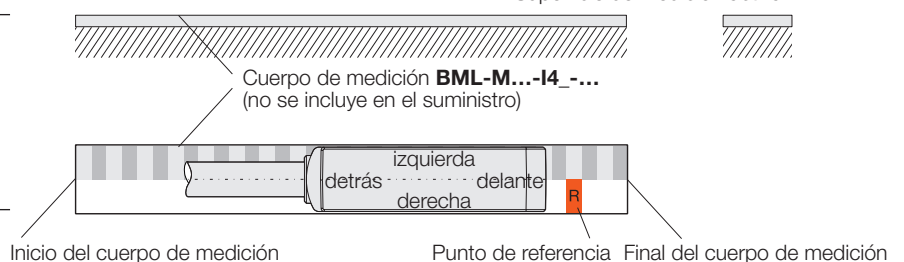 Cuerpo de medición BML-M...-I4_-...
(no se incluye en el suministro)
izquierda
detrás delante
derecha
R
Inicio del cuerpo de medición Punto de referencia Final del cuerpo de medición